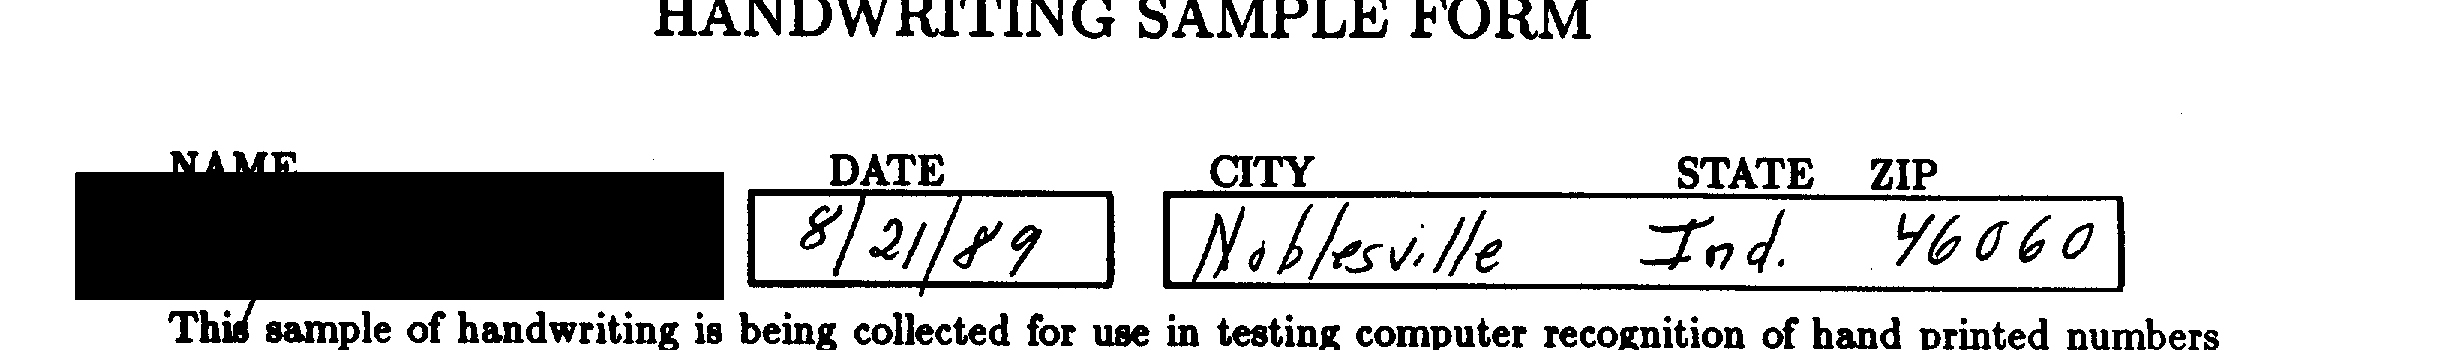 HANDWRITING SAMPLE FORM
NAME DATE CITY STATE ZIP
8/21/89 Noblesville Ind. 46060
This sample of handwriting is being collected for use in testing computer recognition of hand printed numbers